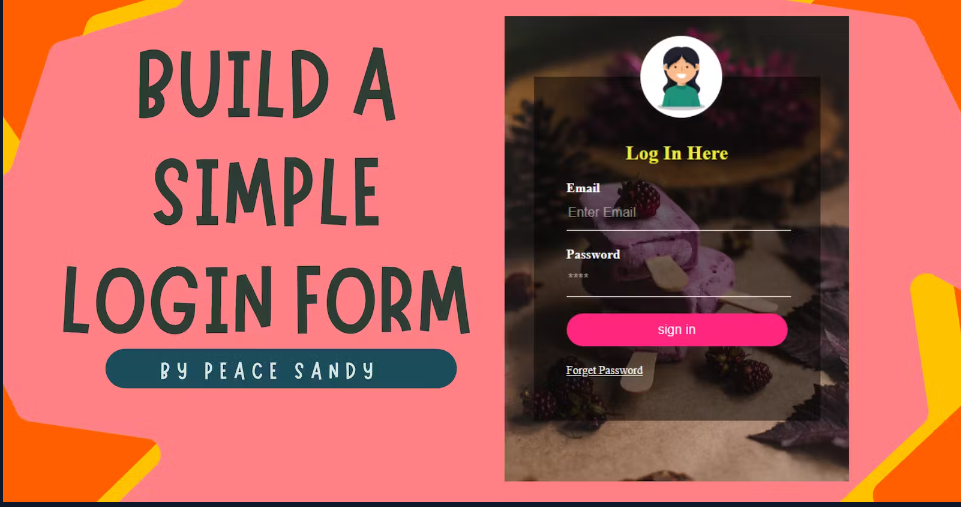 BUILD A
SIMPLE
LOGIN FORM
BY PEACE SANDY
Log In Here
Email
Enter Email
Password
****
sign in
Forget Password